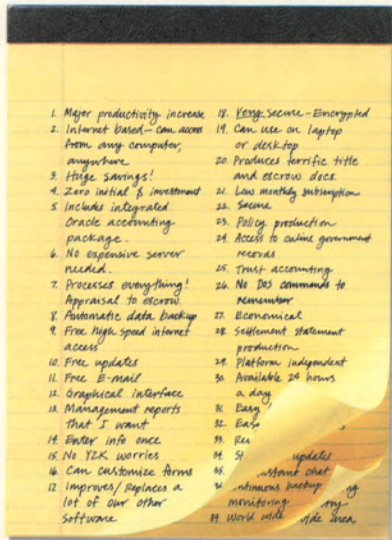 1. Major productivity increase
2. Internet based – can access
from any computer,
anywhere
3. Huge savings!
4. Zero initial $ investment
5. Includes integrated
Oracle accounting
package.
6. No expensive server
needed.
7. Processes everything!
Appraisal to escrow.
8. Automatic data backup
9. Free high speed internet
access
10. Free updates
11. Free E-mail
12. Graphical interface
13. Management reports
that I want
14. Enter info once
15. No Y2K worries
16. Can customize forms
17. Improves/Replaces a
lot of our other
software
18. Very secure – Encrypted
19. Can use on laptop
or desktop
20. Produces terrific title
and escrow docs.
21. Low monthly subscription
22. Secure
23. Policy production
24. Access to online government
records
25. Trust accounting
26. No DOS commands to
remember
27. Economical
28. Settlement statement
production
29. Platform independent
30. Available 24 hours
a day
31. Easy
32.
33.
34. updates
35. chat
36. backup
monitoring
World wide area